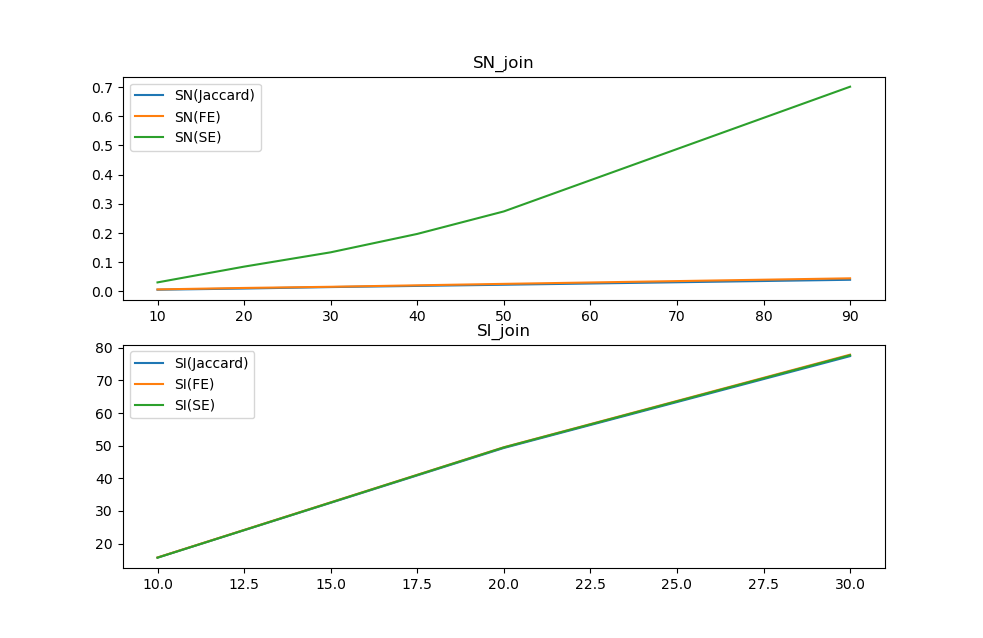 SN_join
SN(Jaccard)
SN(FE)
SN(SE)
0.7
0.6
0.5
0.4
0.3
0.2
0.1
0.0
10 20 30 40 50 60 70 80 90
SI_join
SI(Jaccard)
SI(FE)
SI(SE)
80
70
60
50
40
30
20
10.0 12.5 15.0 17.5 20.0 22.5 25.0 27.5 30.0